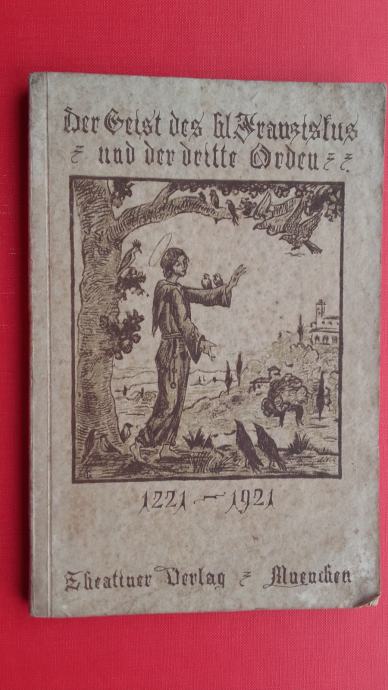 Der Geist des hl. Franziskus
und der dritte Orden
1221 – 1921
Theatiner Verlag Muenchen